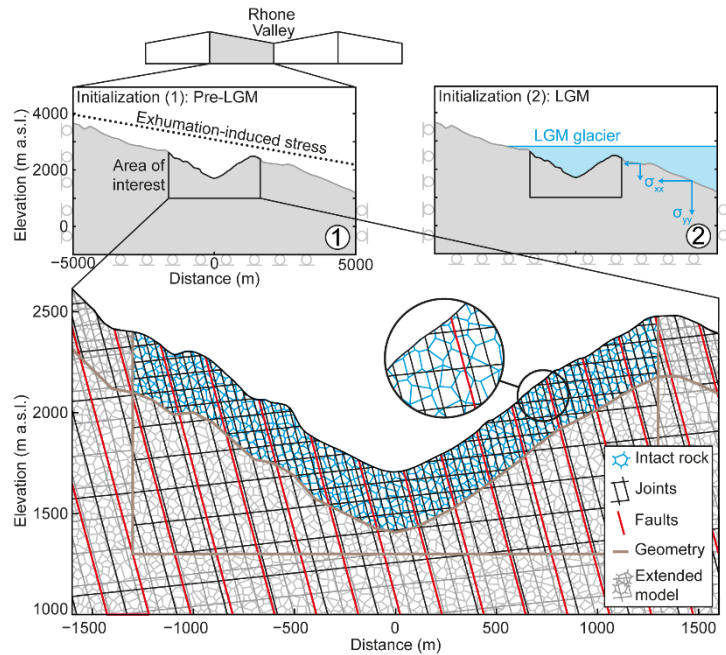 Rhone
Valley
Initialization (1): Pre-LGM
Exhumation-induced stress
Area of
interest
1
Elevation (m a.s.l.)
4000
2000
0
−5000
0
5000
Distance (m)
Initialization (2): LGM
LGM glacier
σxx
σyy
2
Elevation (m a.s.l.)
2500
2000
1500
1000
−1500
−1000
−500
0
500
1000
1500
Distance (m)
Intact rock
Joints
Faults
Geometry
Extended
model